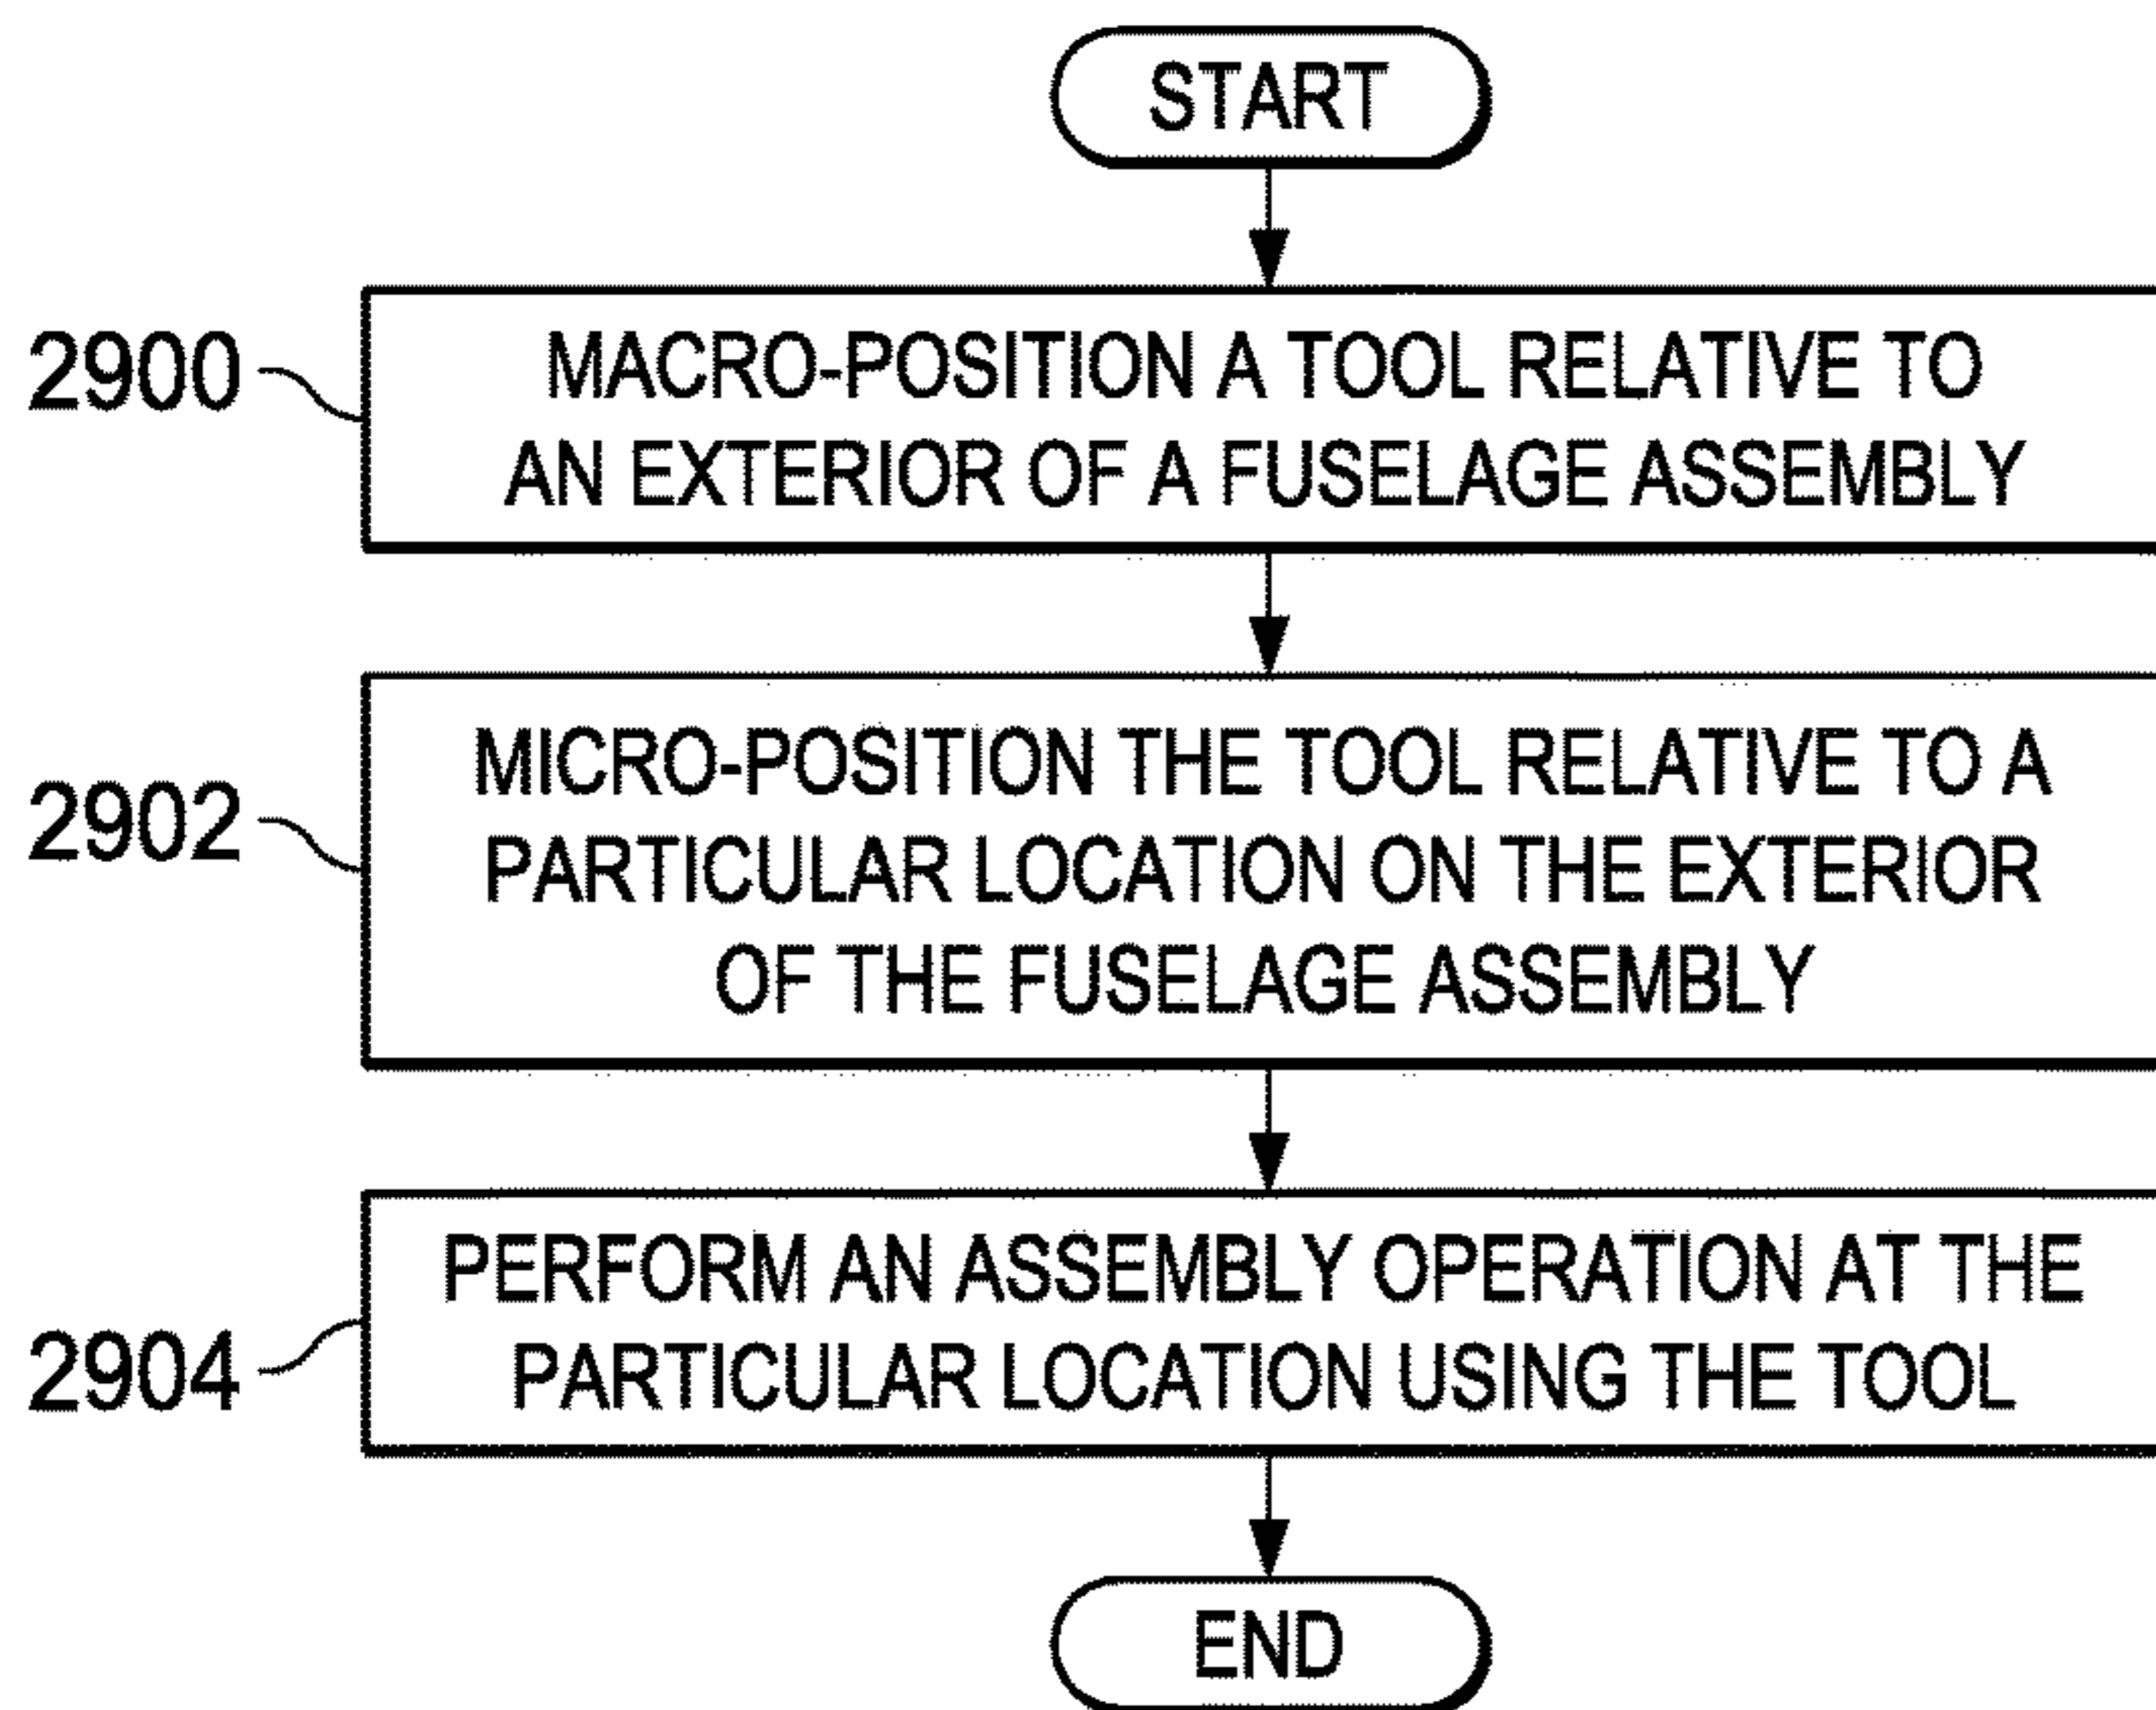 START
2900
MACRO-POSITION A TOOL RELATIVE TO
AN EXTERIOR OF A FUSELAGE ASSEMBLY
2902
MICRO-POSITION THE TOOL RELATIVE TO A
PARTICULAR LOCATION ON THE EXTERIOR
OF THE FUSELAGE ASSEMBLY
2904
PERFORM AN ASSEMBLY OPERATION AT THE
PARTICULAR LOCATION USING THE TOOL
END